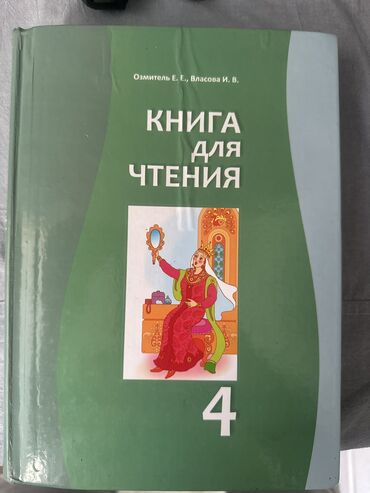 Озмитель Е. Е., Власова И. В.
КНИГА
для
ЧТЕНИЯ
4